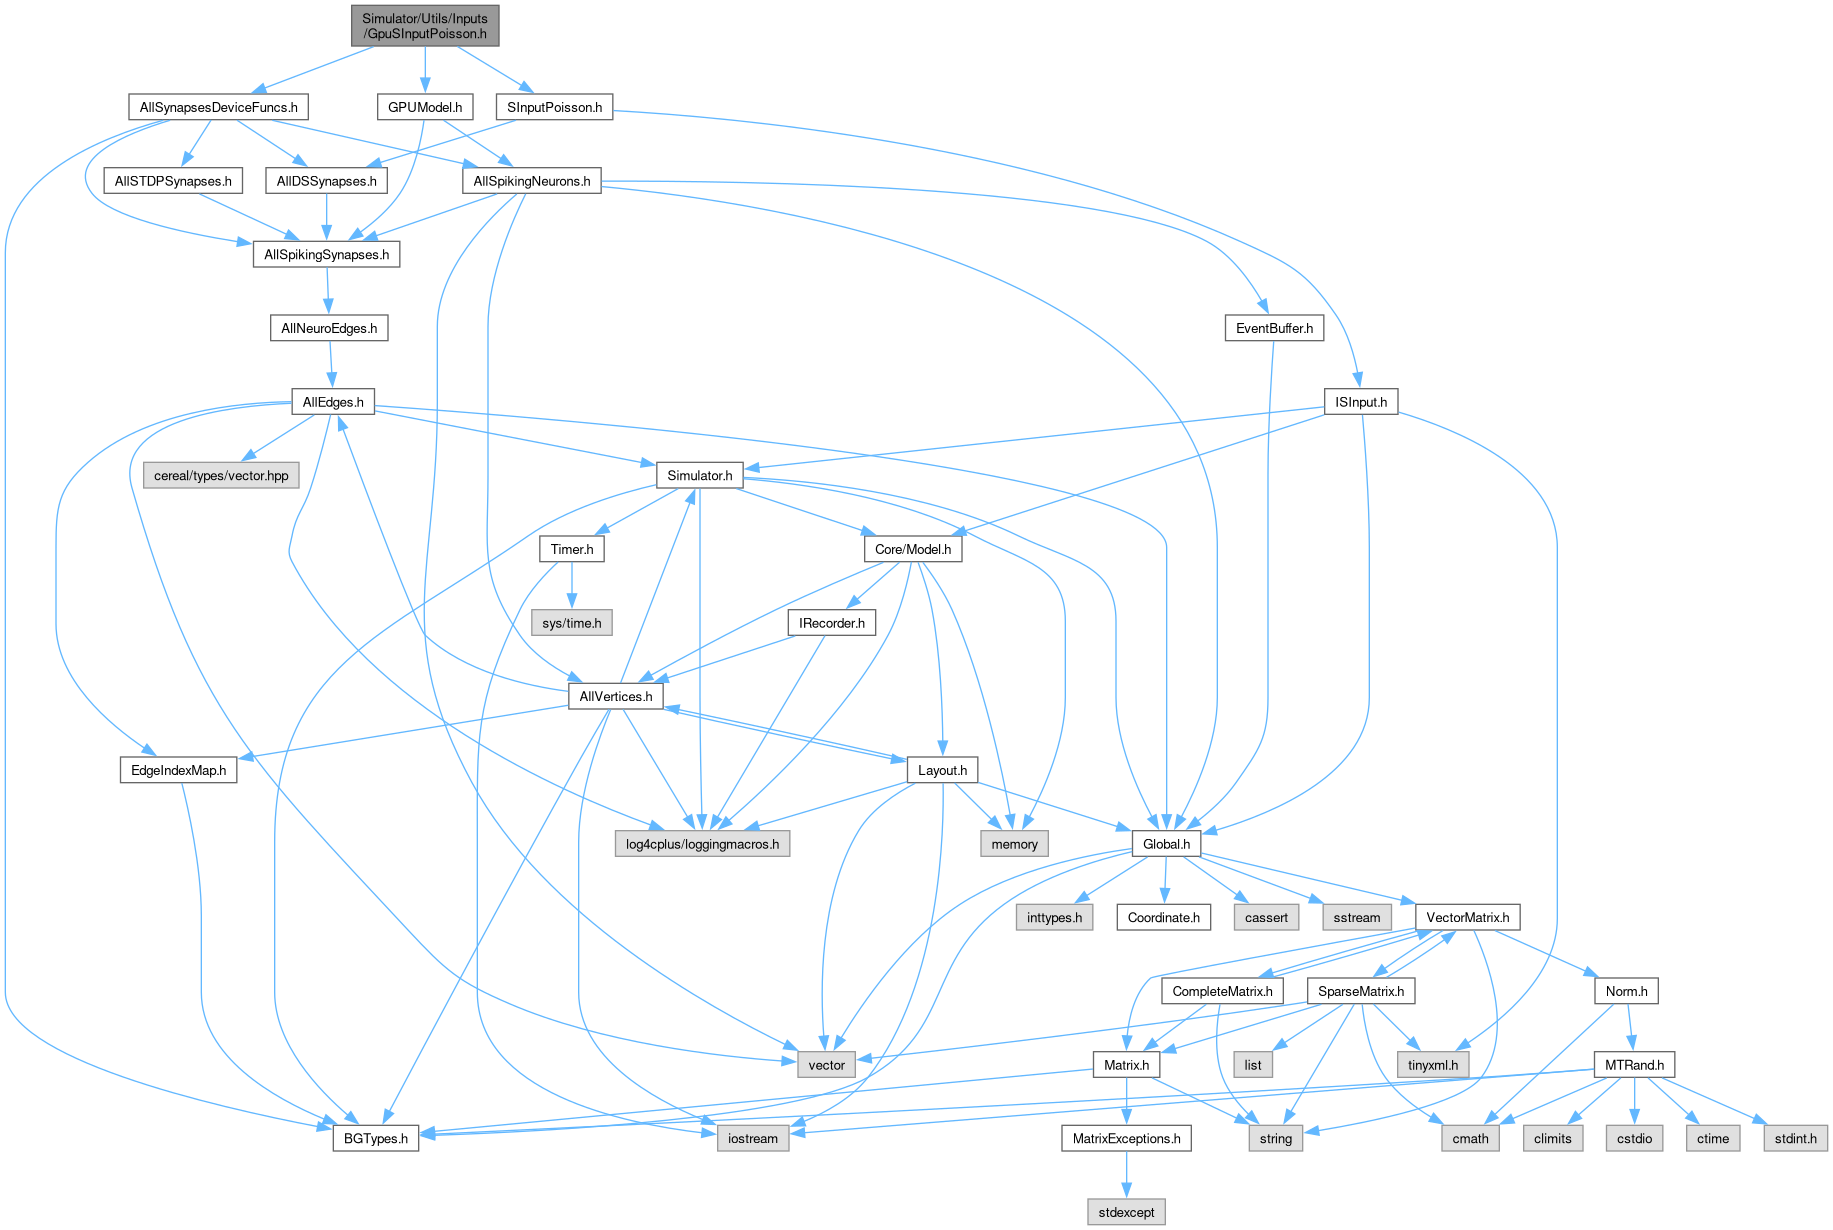 Simulator/Utils/Inputs
/GpuSInputPoisson.h
AllSynapsesDeviceFuncs.h
GPUModel.h
SInputPoisson.h
AllSTDPSynapses.h
AllDSSynapses.h
AllSpikingNeurons.h
AllSpikingSynapses.h
AllNeuroEdges.h
EventBuffer.h
AllEdges.h
ISInput.h
cereal/types/vector.hpp
Simulator.h
Timer.h
Core/Model.h
sys/time.h
IRecorder.h
AllVertices.h
EdgeIndexMap.h
Layout.h
log4cplus/loggingmacros.h
memory
Global.h
inttypes.h
Coordinate.h
cassert
sstream
VectorMatrix.h
CompleteMatrix.h
SparseMatrix.h
Norm.h
vector
Matrix.h
list
tinyxml.h
MTRand.h
BGTypes.h
iostream
MatrixExceptions.h
string
cmath
climits
cstdio
ctime
stdint.h
stdexcept